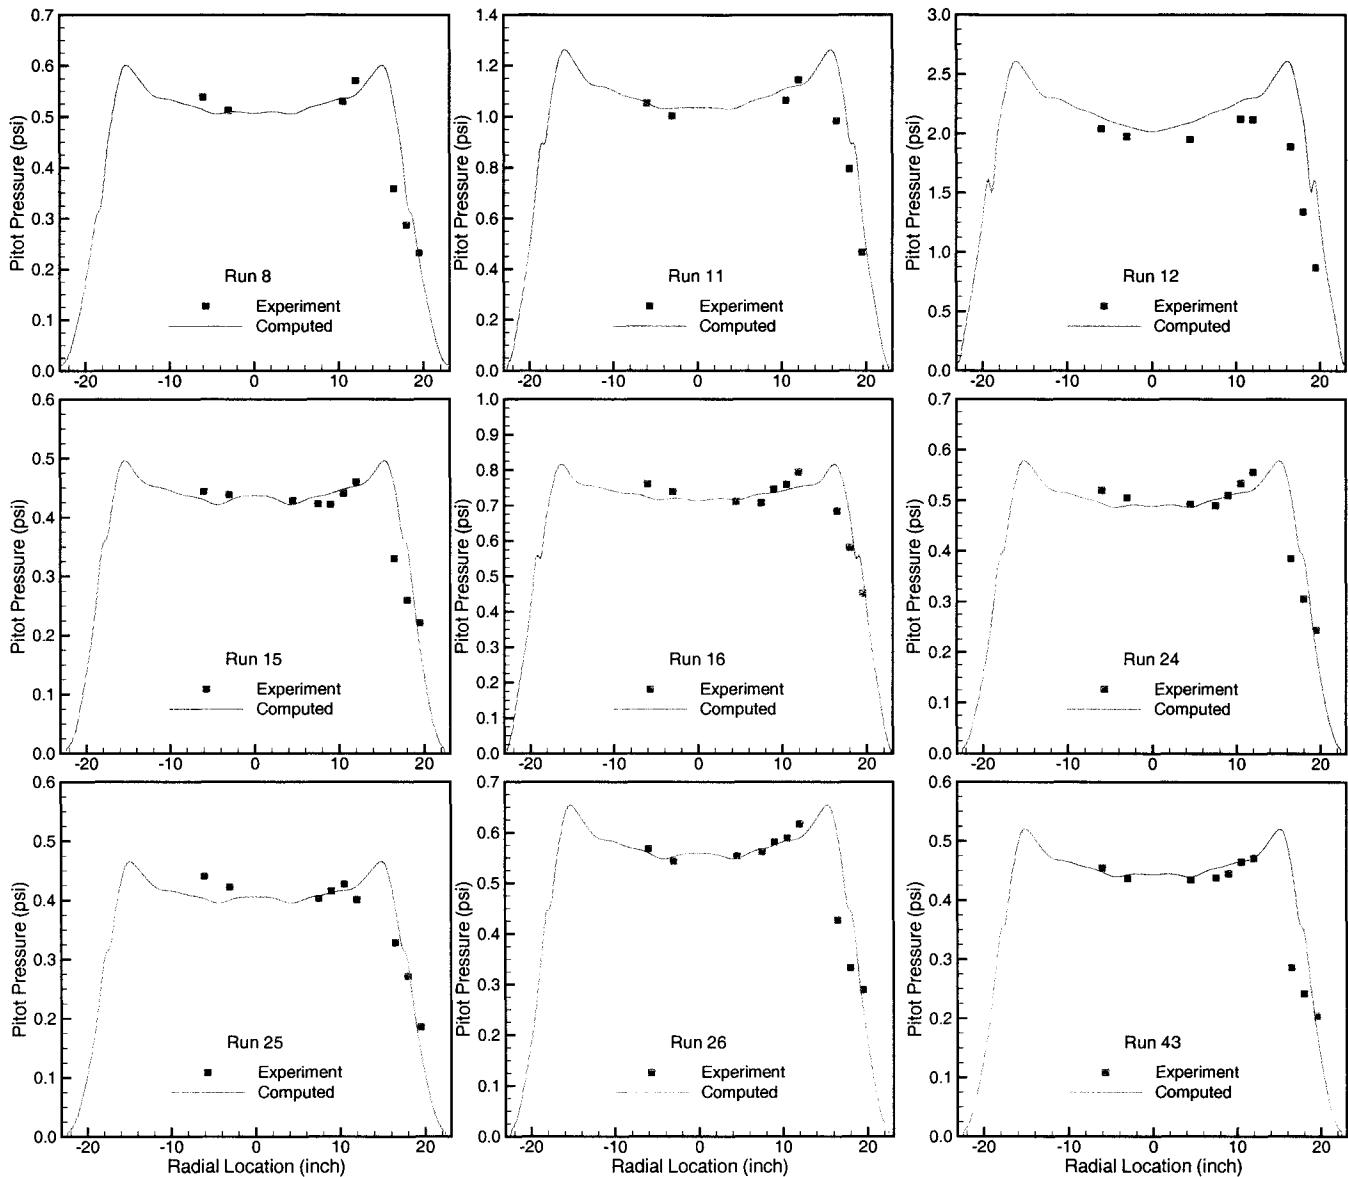 0.7
0.6
0.5
0.4
0.3
0.2
0.1
0.0
Pitot Pressure (psi)
Run 8
Experiment
Computed
-20
-10
0
10
20
1.4
1.2
1.0
0.8
0.6
0.4
0.2
0.0
Pitot Pressure (psi)
Run 11
Experiment
Computed
-20
-10
0
10
20
3.0
2.5
2.0
1.5
1.0
0.5
0.0
Pitot Pressure (psi)
Run 12
Experiment
Computed
-20
-10
0
10
20
0.6
0.5
0.4
0.3
0.2
0.1
0.0
Pitot Pressure (psi)
Run 15
Experiment
Computed
-20
-10
0
10
20
1.0
0.9
0.8
0.7
0.6
0.5
0.4
0.3
0.2
0.1
0.0
Pitot Pressure (psi)
Run 16
Experiment
Computed
-20
-10
0
10
20
0.7
0.6
0.5
0.4
0.3
0.2
0.1
0.0
Pitot Pressure (psi)
Run 24
Experiment
Computed
-20
-10
0
10
20
0.6
0.5
0.4
0.3
0.2
0.1
0.0
Pitot Pressure (psi)
Run 25
Experiment
Computed
-20
-10
0
10
20
Radial Location (inch)
0.7
0.6
0.5
0.4
0.3
0.2
0.1
0.0
Pitot Pressure (psi)
Run 26
Experiment
Computed
-20
-10
0
10
20
Radial Location (inch)
0.6
0.5
0.4
0.3
0.2
0.1
0.0
Pitot Pressure (psi)
Run 43
Experiment
Computed
-20
-10
0
10
20
Radial Location (inch)